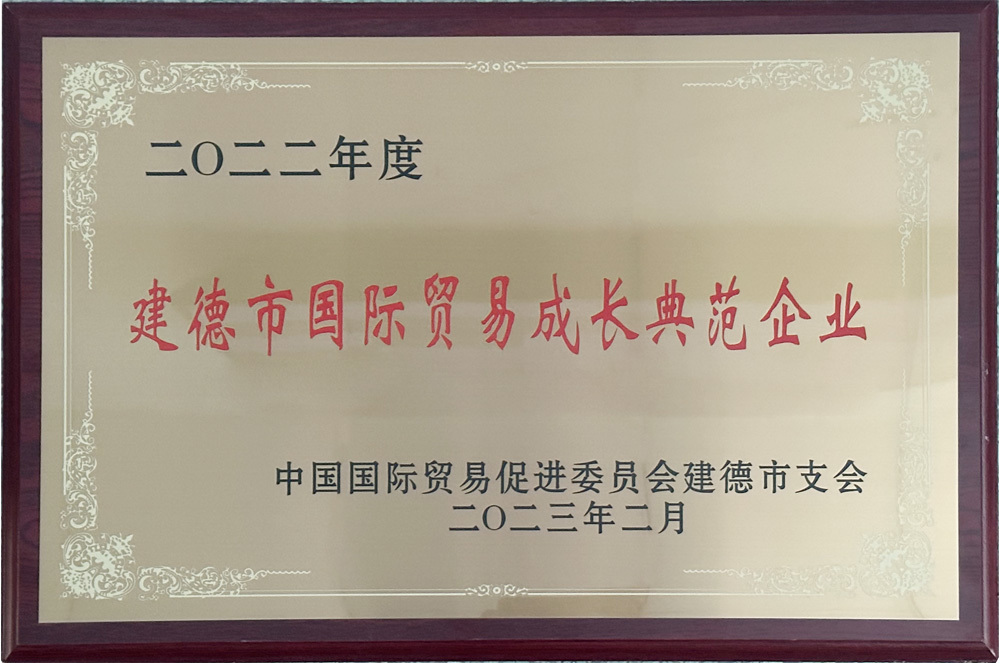 二〇二二年度
建德市国际贸易成长典范企业
中国国际贸易促进委员会建德市支会
二〇二三年二月